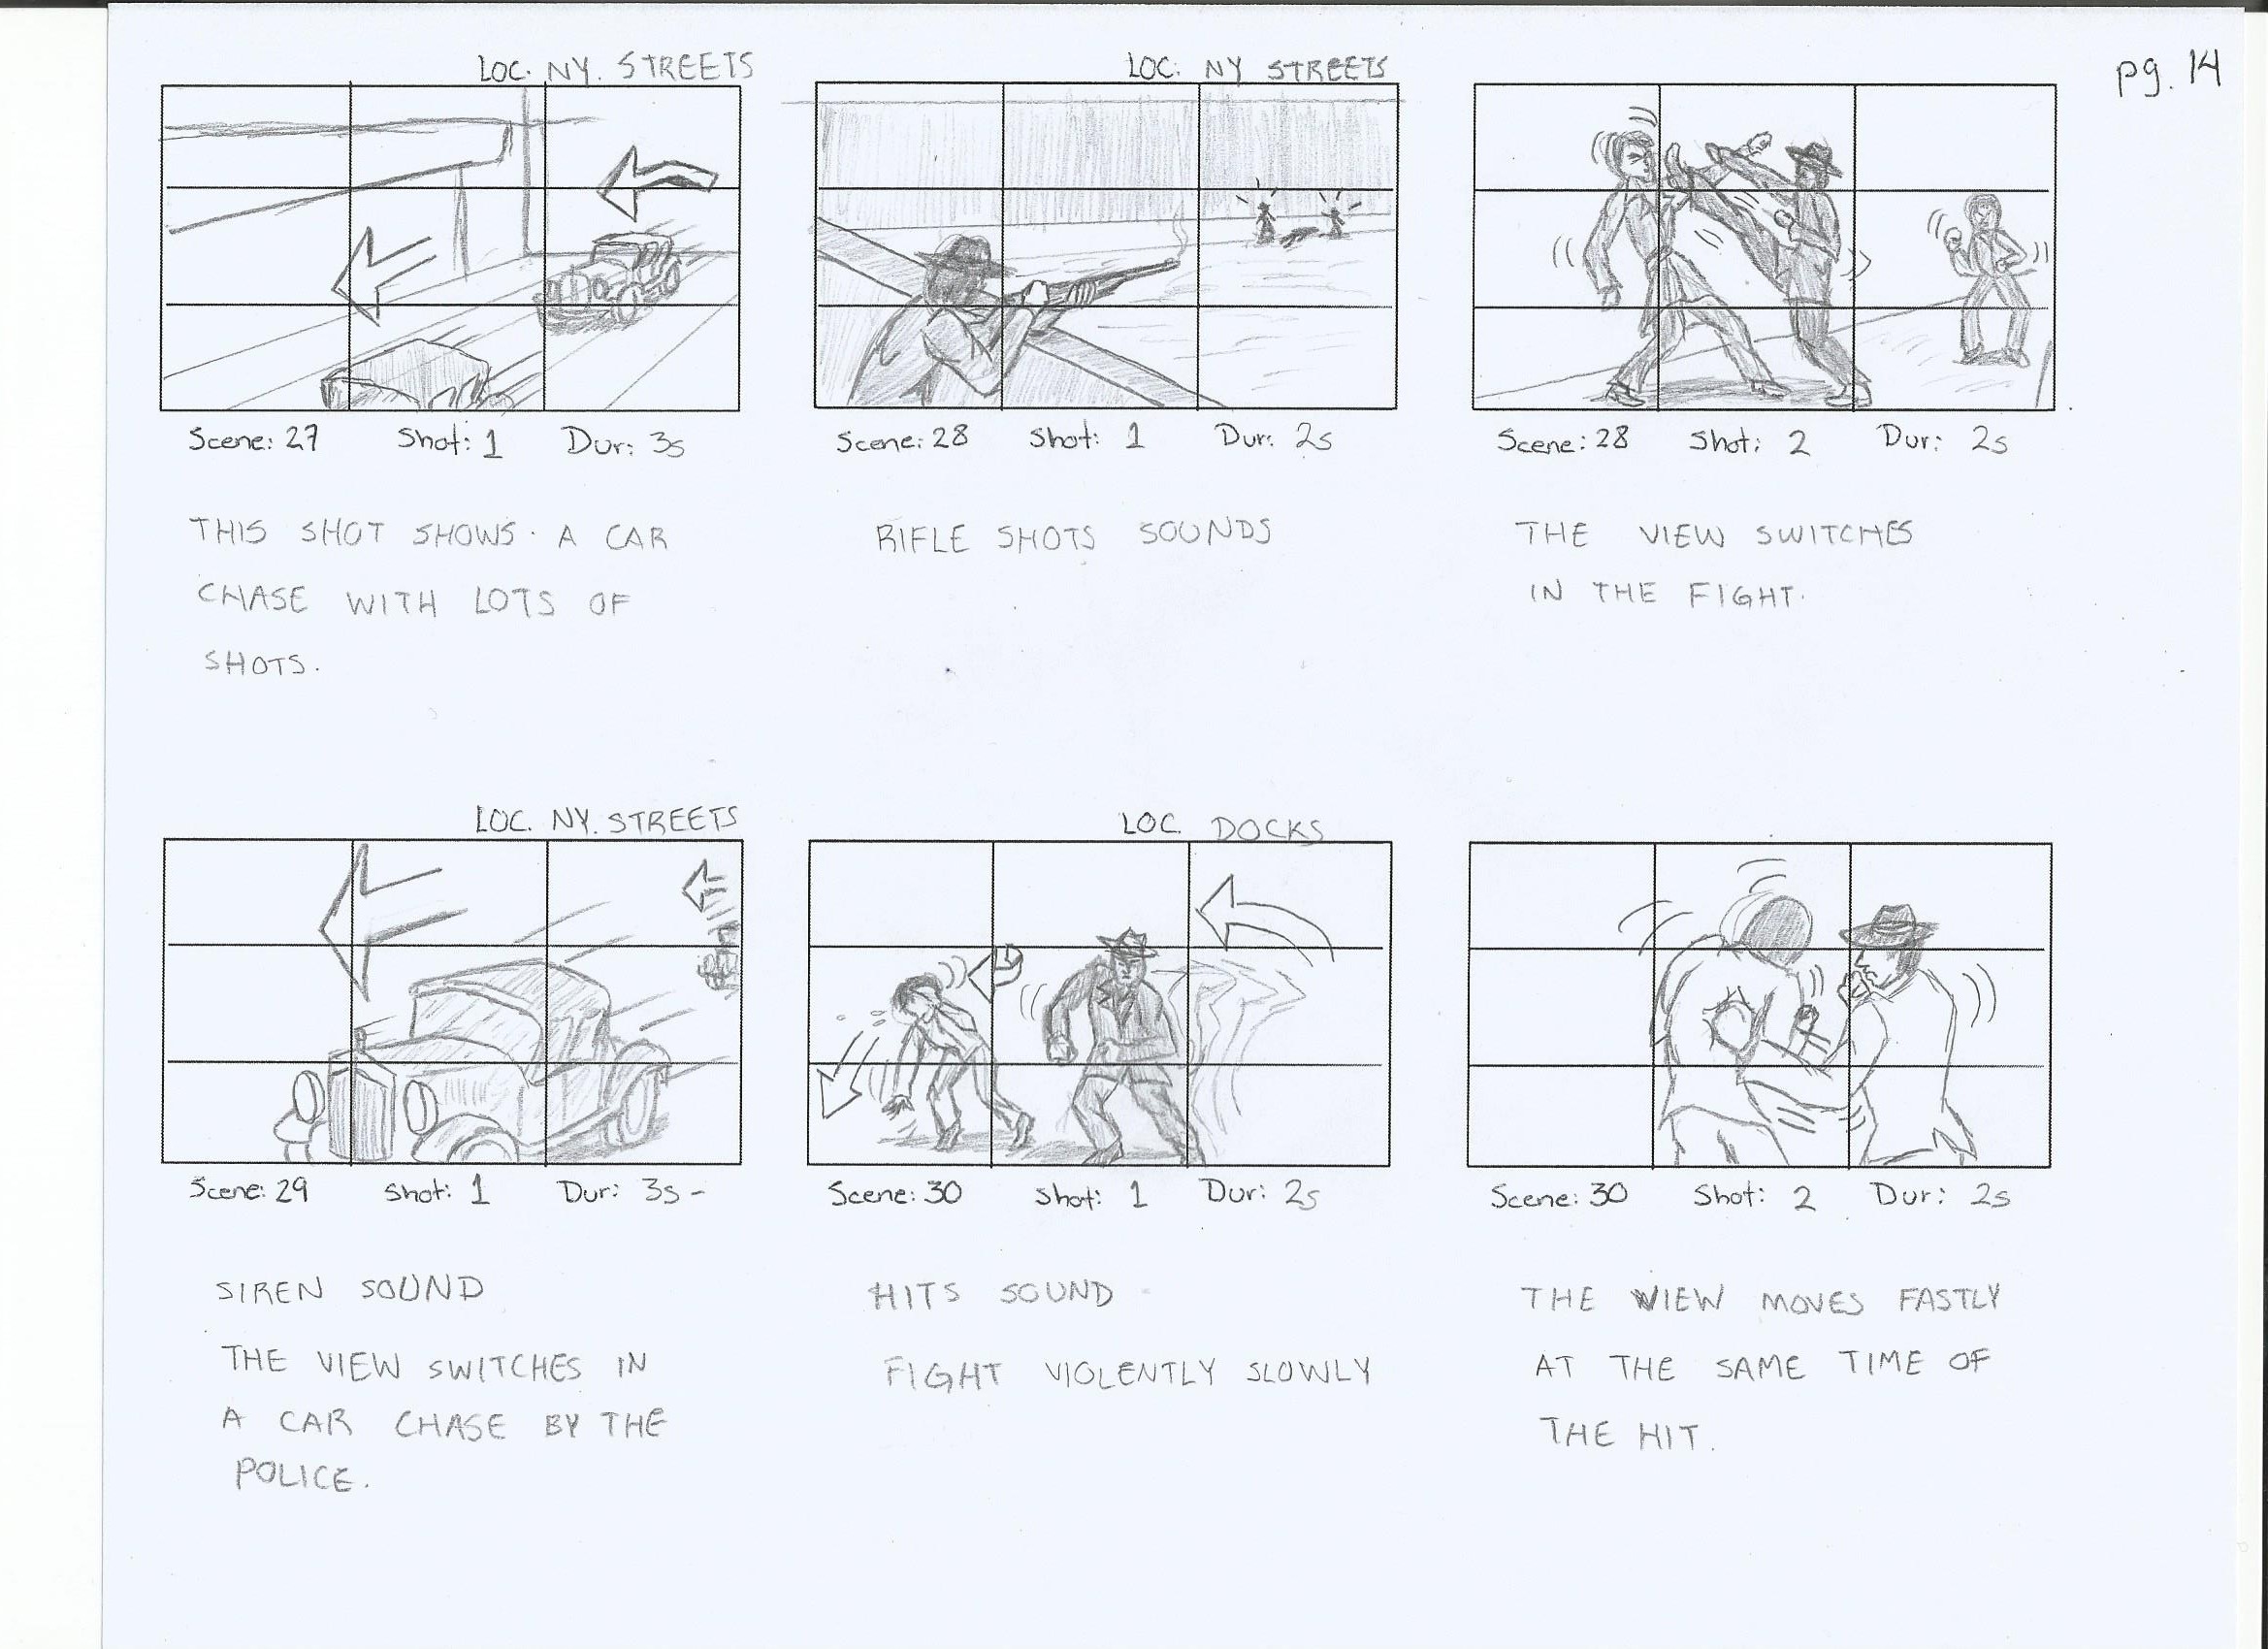 pg. 14
LOC. NY. STREETS
Scene: 27 Shot: 1 Dur: 3s
THIS SHOT SHOWS. A CAR
CHASE WITH LOTS OF
SHOTS.
LOC. NY STREETS
Scene: 28 Shot: 1 Dur: 2s
RIFLE SHOTS SOUNDS
Scene: 28 Shot: 2 Dur: 2s
THE VIEW SWITCHES
IN THE FIGHT.
LOC. NY. STREETS
Scene: 29 Shot: 1 Dur: 3s -
SIREN SOUND
THE VIEW SWITCHES IN
A CAR CHASE BY THE
POLICE.
LOC. DOCKS
Scene: 30 Shot: 1 Dur: 2s
HITS SOUND
FIGHT VIOLENTLY SLOWLY
Scene: 30 Shot: 2 Dur: 2s
THE VIEW MOVES FASTLY
AT THE SAME TIME OF
THE HIT.